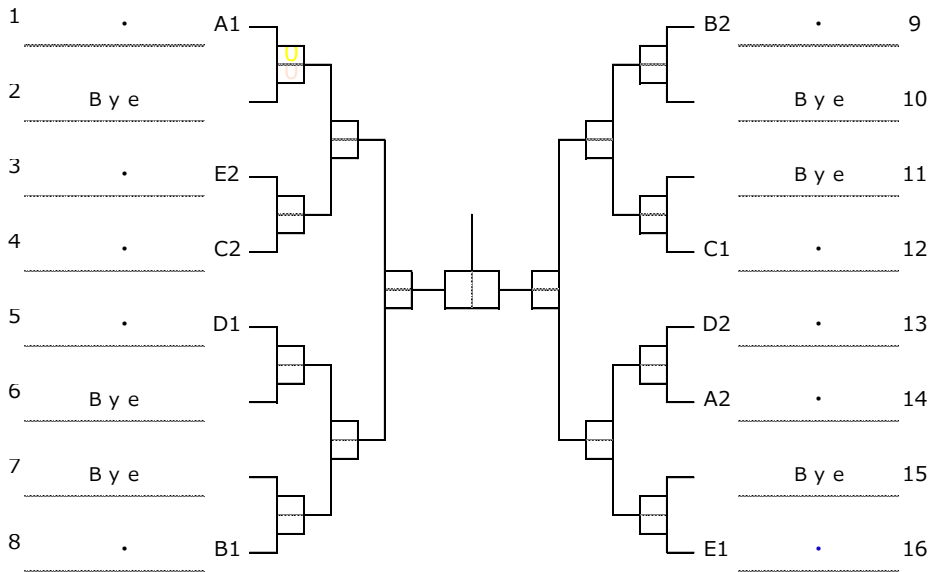 1 · A1
2 Bye
3 · E2
4 · C2
5 · D1
6 Bye
7 Bye
8 · B1
B2 · 9
Bye 10
Bye 11
C1 · 12
D2 · 13
A2 · 14
Bye 15
E1 · 16